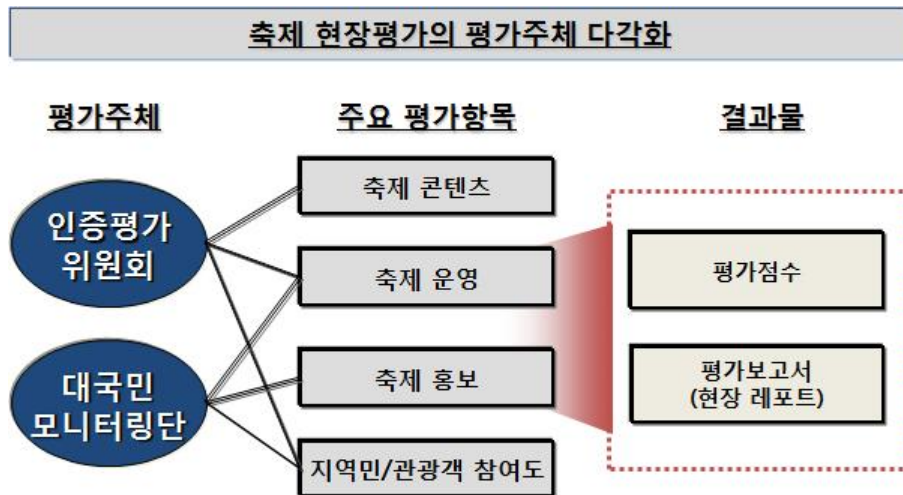 축제 현장평가의 평가주체 다각화
평가주체
주요 평가항목
결과물
인증평가
위원회
대국민
모니터링단
축제 콘텐츠
축제 운영
축제 홍보
지역민/관광객 참여도
평가점수
평가보고서
(현장 레포트)